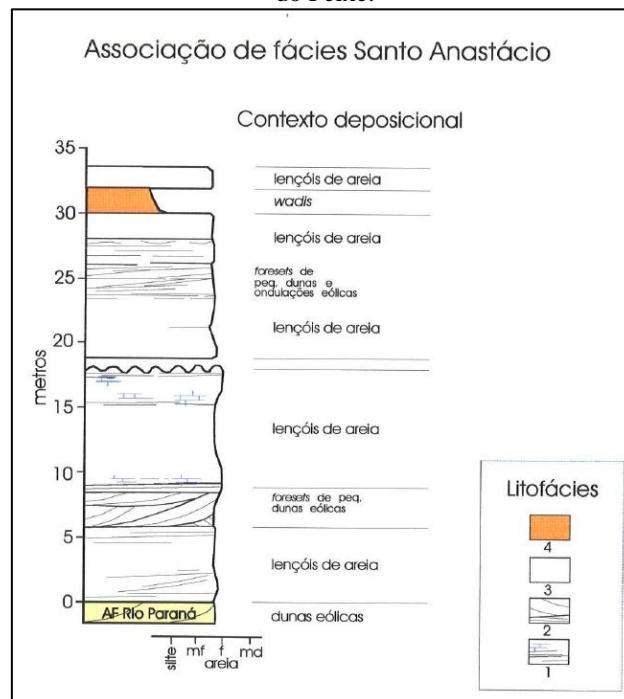 do Peixe.
Associação de fácies Santo Anastácio
Contexto deposicional
35
30
25
20
15
10
5
0
metros
lençóis de areia
wadis
lençóis de areia
foresets de
peq. dunas e
ondulações eólicas
lençóis de areia
lençóis de areia
foresets de peq.
dunas eólicas
lençóis de areia
AF Rio Paraná
dunas eólicas
silte mf f md
areia
Litofácies
4
3
2
1